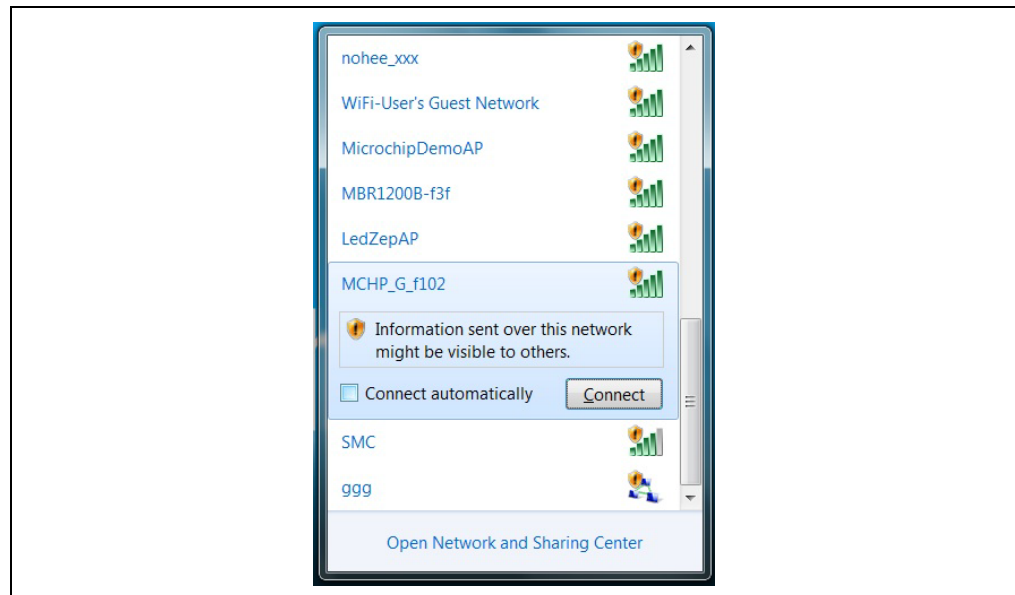 nohee_xxx
WiFi-User's Guest Network
MicrochipDemoAP
MBR1200B-f3f
LedZepAP
MCHP_G_f102
Information sent over this network
might be visible to others.
Connect automatically Connect
SMC
ggg
Open Network and Sharing Center